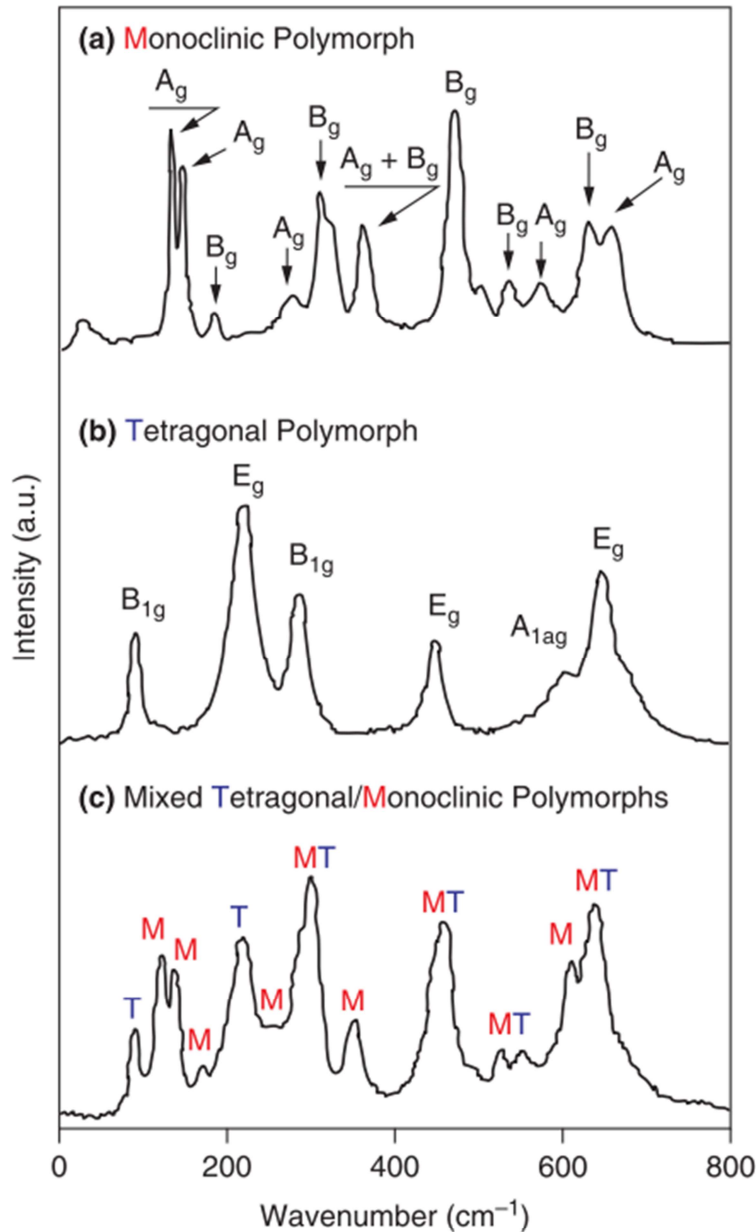 (a) Monoclinic Polymorph
Ag
Ag
Bg
Ag
Bg
Ag + Bg
Bg
Bg
Ag
Bg
Ag
(b) Tetragonal Polymorph
B1g
Eg
B1g
Eg
A1ag
Eg
(c) Mixed Tetragonal/Monoclinic Polymorphs
T
M
M
M
T
M
MT
M
MT
MT
M
MT
Intensity (a.u.)
0 200 400 600 800
Wavenumber (cm⁻¹)